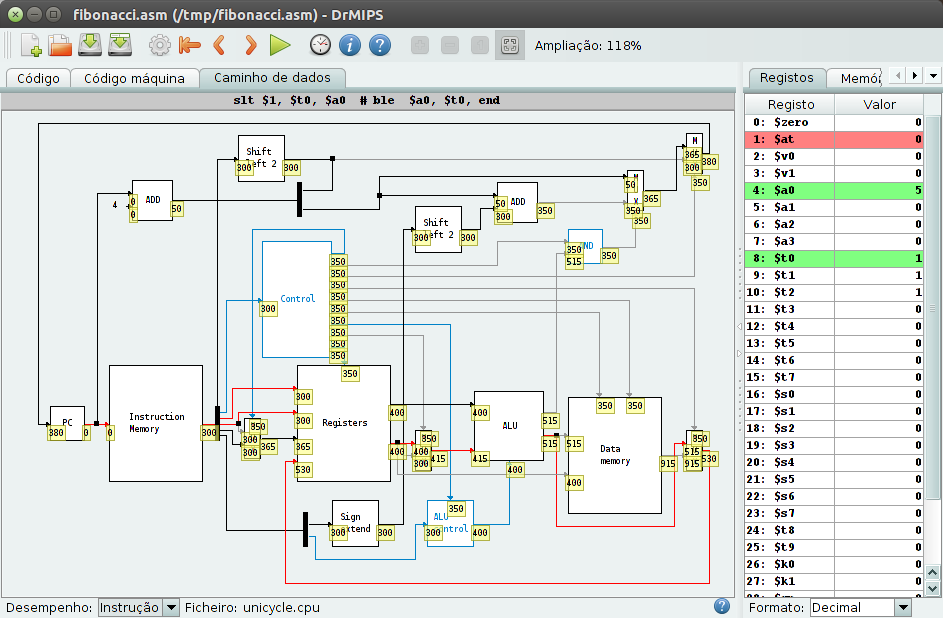 fibonacci.asm (/tmp/fibonacci.asm) - DrMIPS
Ampliação: 118%
Código
Código máquina
Caminho de dados
slt $1, $t0, $a0 # ble $a0, $t0, end
M
365
300
380
350
Shift
left 2
300
300
4
ADD
0
0
50
M
X
50
350
365
350
ADD
50
300
350
Shift
left 2
300
300
AND
350
515
350
Control
300
350
350
350
350
350
350
350
350
350
350
PC
380
0
Instruction
Memory
0
300
350
300
300
365
Registers
300
300
365
530
400
400
350
400
300
415
ALU
400
415
515
515
400
350
350
Data
memory
515
400
915
350
515
915
530
Sign
extend
300
300
350
ALU
control
300
400
Desempenho:
Instrução
Ficheiro: unicycle.cpu
Registos
Registo Valor
0: $zero 0
1: $at 0
2: $v0 0
3: $v1 0
4: $a0 5
5: $a1 0
6: $a2 0
7: $a3 0
8: $t0 1
9: $t1 1
10: $t2 1
11: $t3 0
12: $t4 0
13: $t5 0
14: $t6 0
15: $t7 0
16: $s0 0
17: $s1 0
18: $s2 0
19: $s3 0
20: $s4 0
21: $s5 0
22: $s6 0
23: $s7 0
24: $t8 0
25: $t9 0
26: $k0 0
27: $k1 0
Formato:
Decimal